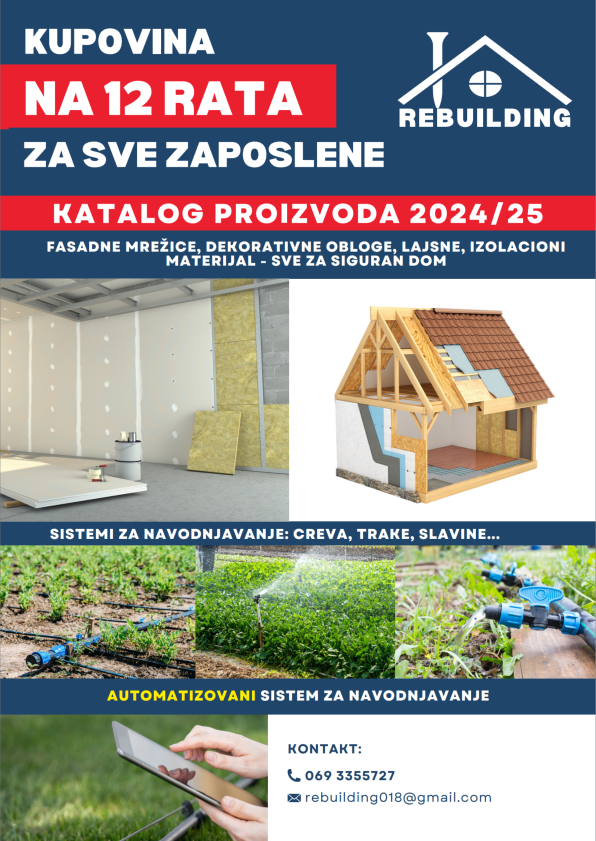 KUPOVINA
NA 12 RATA
ZA SVE ZAPOSLENE
REBUILDING
KATALOG PROIZVODA 2024/25
FASADNE MREŽICE, DEKORATIVNE OBLOGE, LAJSNE, IZOLACIONI
MATERIJAL - SVE ZA SIGURAN DOM
SISTEMI ZA NAVODNJAVANJE: CREVA, TRAKE, SLAVINE...
AUTOMATIZOVANI SISTEM ZA NAVODNJAVANJE
KONTAKT:
069 3355727
rebuilding018@gmail.com